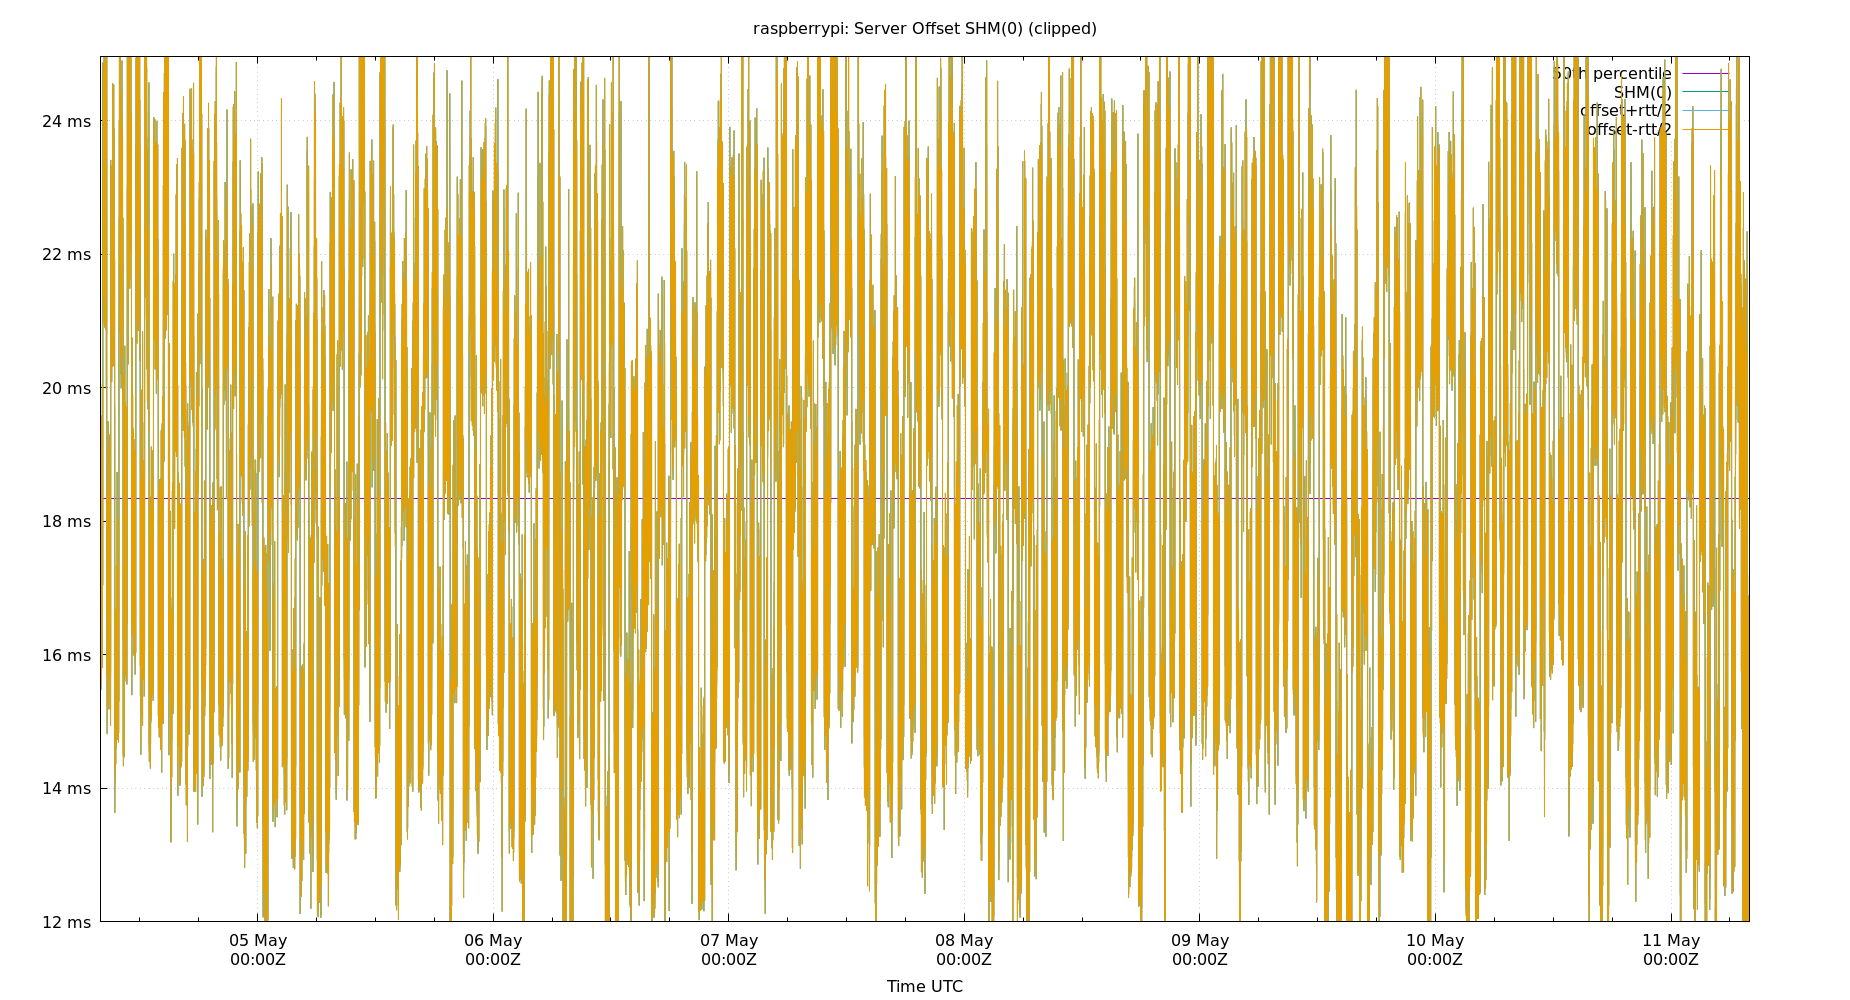 raspberrypi: Server Offset SHM(0) (clipped)
50th percentile
SHM(0)
offset+rtt/2
offset-rtt/2
24 ms
22 ms
20 ms
18 ms
16 ms
14 ms
12 ms
05 May
00:00Z
06 May
00:00Z
07 May
00:00Z
08 May
00:00Z
09 May
00:00Z
10 May
00:00Z
11 May
00:00Z
Time UTC